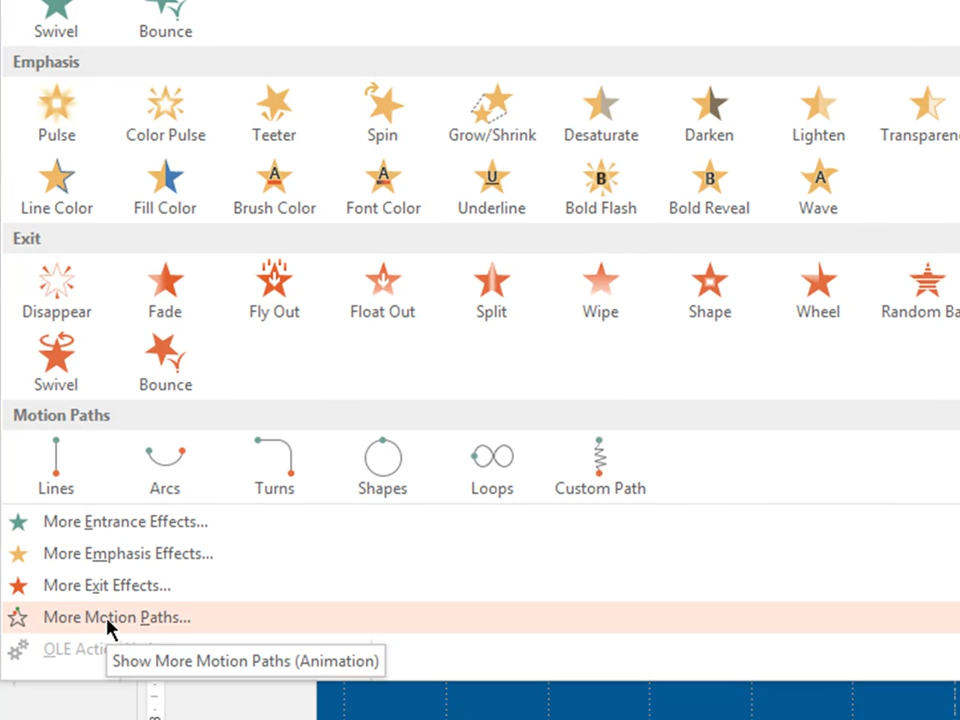 Swivel Bounce
Emphasis
Pulse Color Pulse Teeter Spin Grow/Shrink Desaturate Darken Lighten
Line Color Fill Color Brush Color Font Color Underline Bold Flash Bold Reveal Wave
Exit
Disappear Fade Fly Out Float Out Split Wipe Shape Wheel Random
Swivel Bounce
Motion Paths
Lines Arcs Turns Shapes Loops Custom Path
More Entrance Effects...
More Emphasis Effects...
More Exit Effects...
More Motion Paths...
OLE
Show More Motion Paths (Animation)